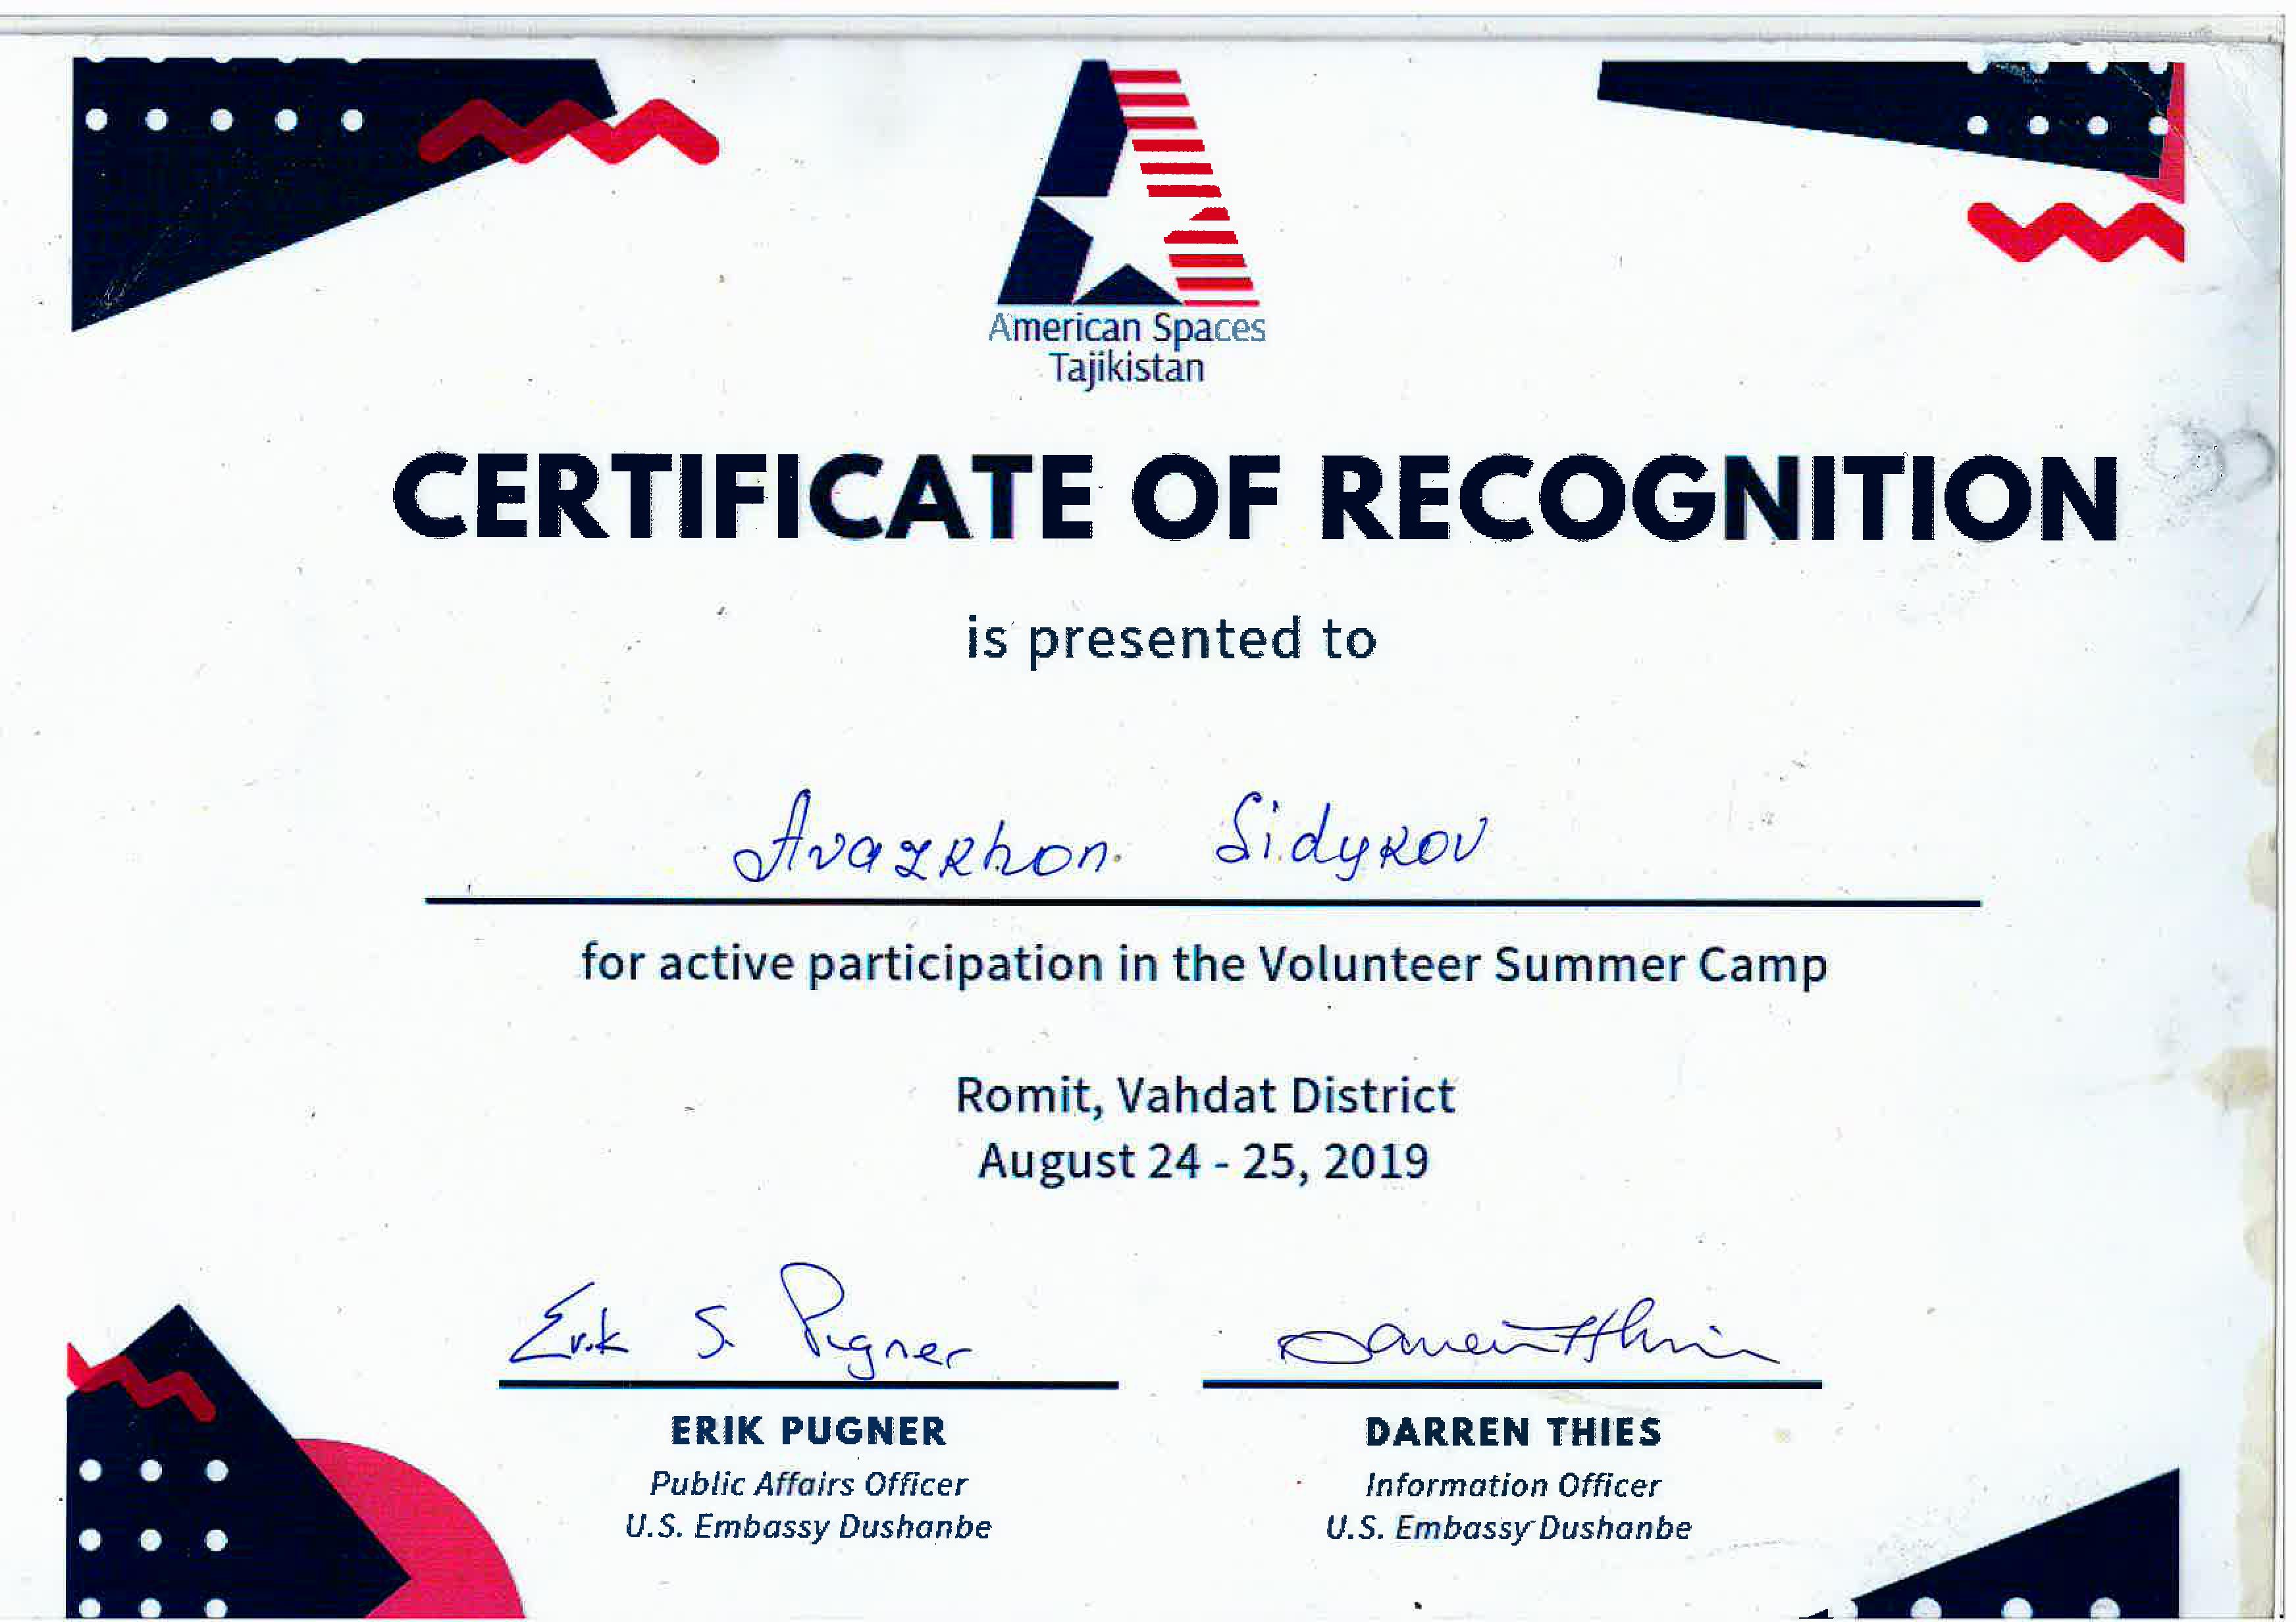 American Spaces
Tajikistan
CERTIFICATE OF RECOGNITION
is presented to
Avazkhon Sidykov
for active participation in the Volunteer Summer Camp
Romit, Vahdat District
August 24 - 25, 2019
Erik S. Pugner
ERIK PUGNER
Public Affairs Officer
U.S. Embassy Dushanbe
DARREN THIES
Information Officer
U.S. Embassy Dushanbe